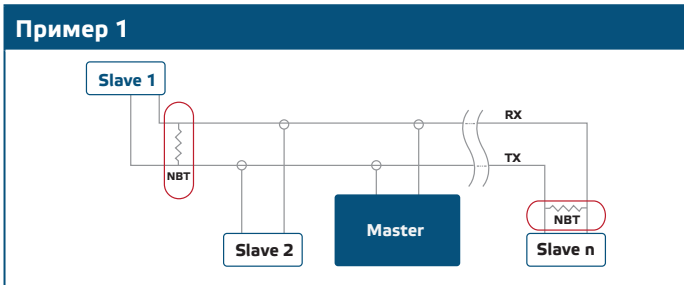 Пример 1
Slave 1
RX
TX
NBT
NBT
Master
Slave 2
Slave n